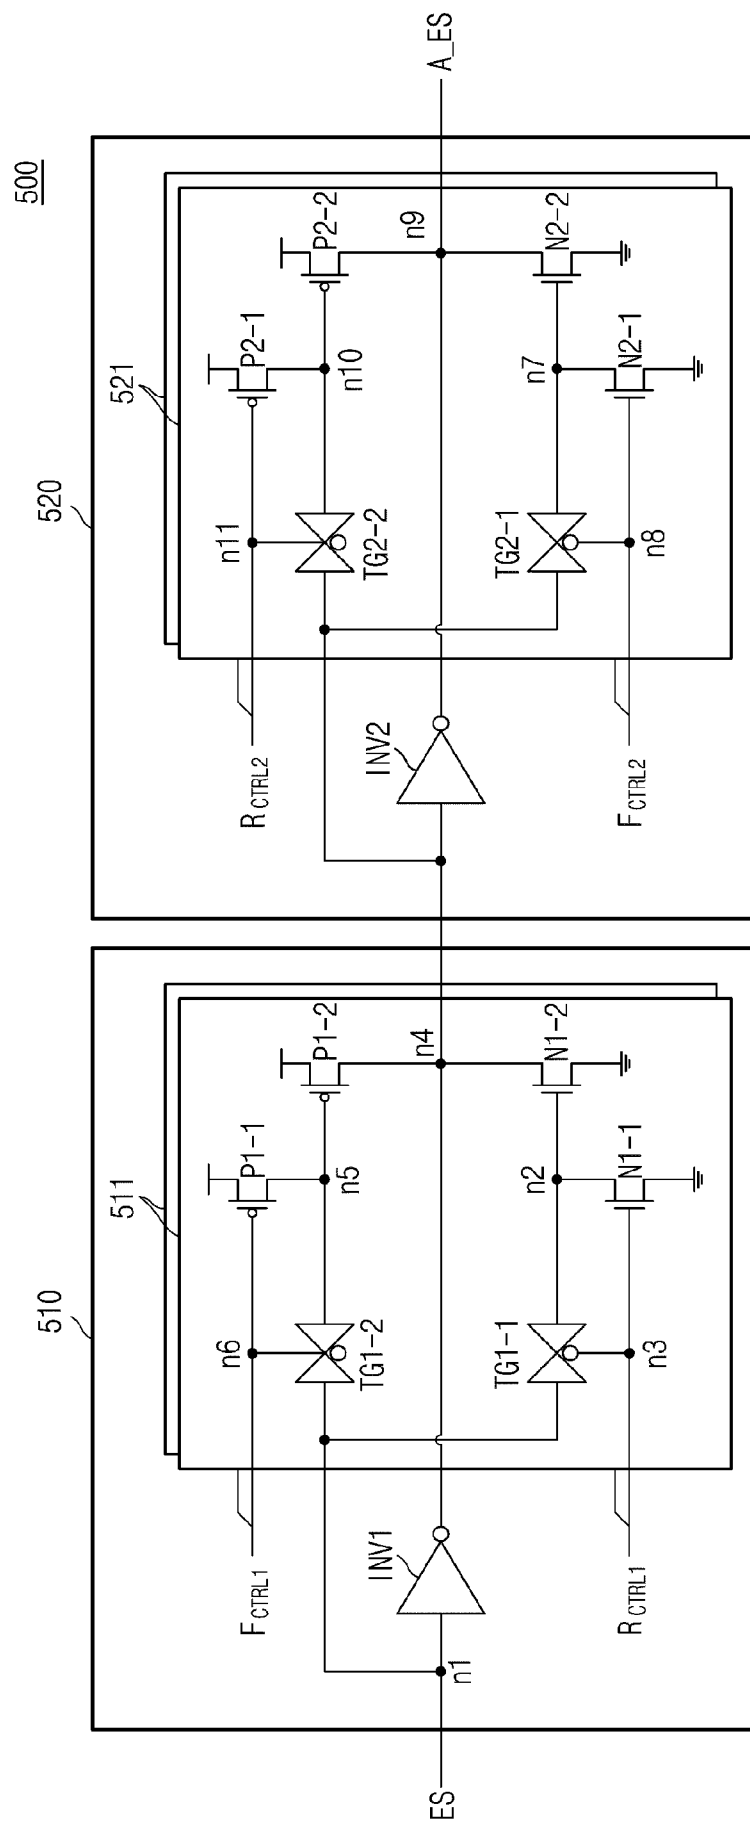 500
510
511
F CTRL1
n6
P1-1
n5
P1-2
TG1-2
ES
n1
INV1
n4
TG1-1
n2
N1-2
R CTRL1
n3
N1-1
520
521
R CTRL2
n11
P2-1
n10
P2-2
TG2-2
INV2
n9
A_ES
TG2-1
n7
N2-2
F CTRL2
n8
N2-1